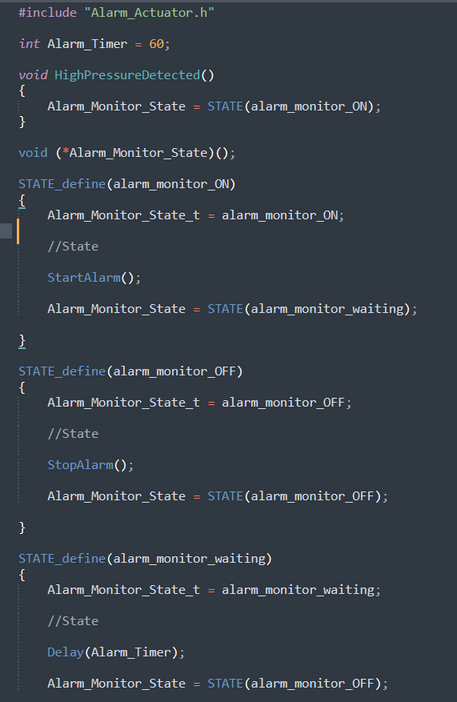 #include "Alarm_Actuator.h"
int Alarm_Timer = 60;
void HighPressureDetected()
{
Alarm_Monitor_State = STATE(alarm_monitor_ON);
}
void (*Alarm_Monitor_State)();
STATE_define(alarm_monitor_ON)
{
Alarm_Monitor_State_t = alarm_monitor_ON;
//State
StartAlarm();
Alarm_Monitor_State = STATE(alarm_monitor_waiting);
}
STATE_define(alarm_monitor_OFF)
{
Alarm_Monitor_State_t = alarm_monitor_OFF;
//State
StopAlarm();
Alarm_Monitor_State = STATE(alarm_monitor_OFF);
}
STATE_define(alarm_monitor_waiting)
{
Alarm_Monitor_State_t = alarm_monitor_waiting;
//State
Delay(Alarm_Timer);
Alarm_Monitor_State = STATE(alarm_monitor_OFF);